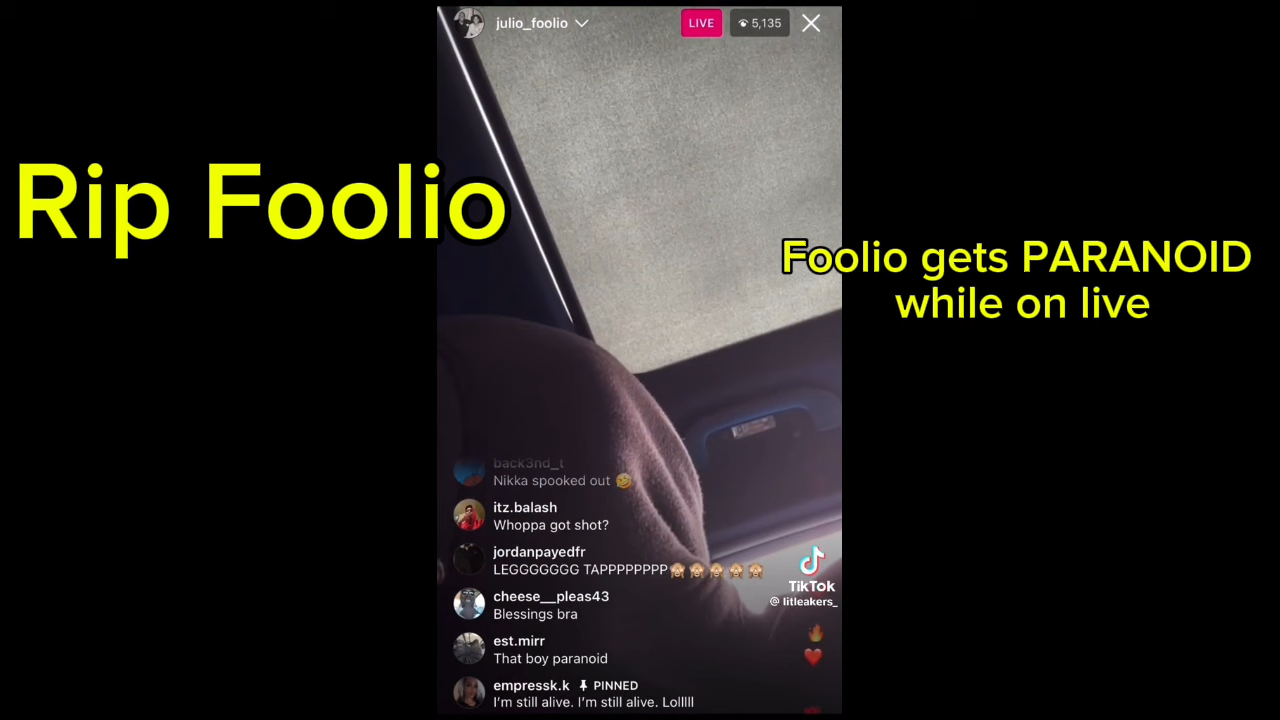 julio_foolio
LIVE
5,135
Rip Foolio
Foolio gets PARANOID
while on live
back3nd_t
Nikka spooked out 🤣
itz.balash
Whoppa got shot?
jordanpayedfr
LEGGGGGGG TAPPPPPPPP🙈🙈🙈🙈🙈
cheese__pleas43
Blessings bra
est.mirr
That boy paranoid
empressk.k PINNED
I'm still alive. I'm still alive. Lolllll
TikTok
@ litleakers_